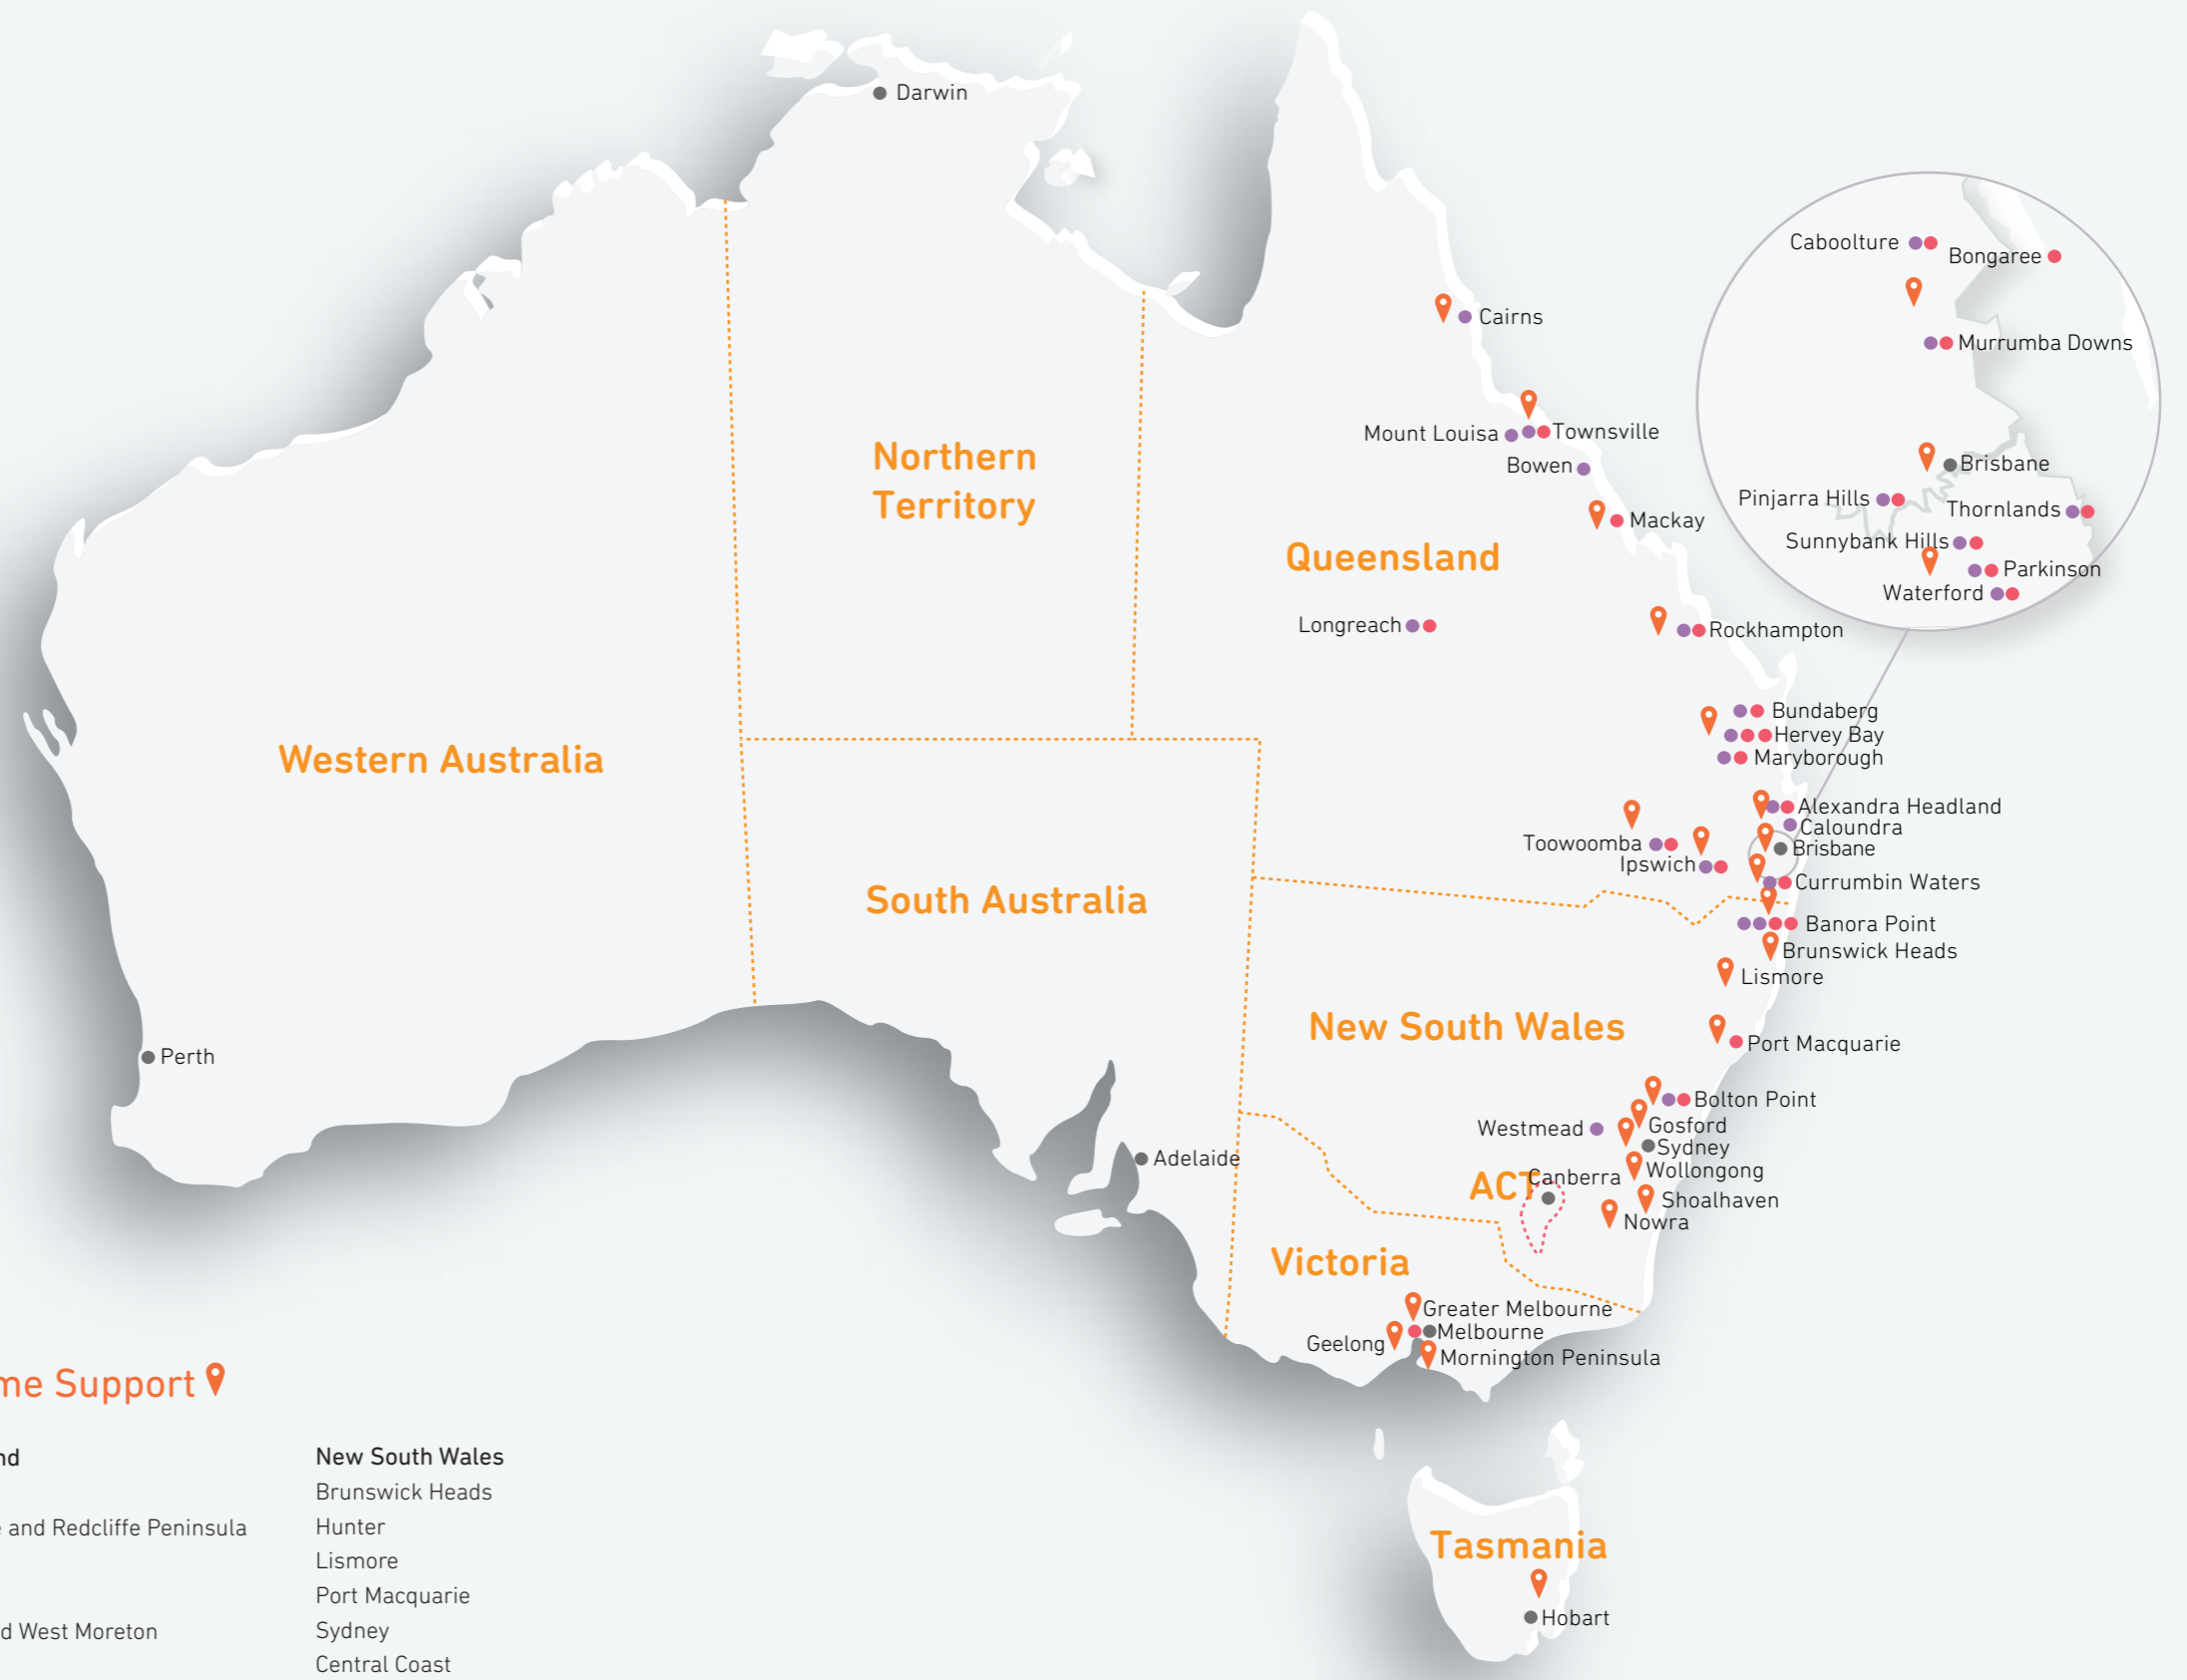 Darwin
Caboolture
Bongaree
Cairns
Murrumba Downs
Mount Louisa
Townsville
Northern
Territory
Bowen
Brisbane
Pinjarra Hills
Thornlands
Mackay
Sunnybank Hills
Queensland
Parkinson
Waterford
Longreach
Rockhampton
Bundaberg
Hervey Bay
Western Australia
Maryborough
Alexandra Headland
Caloundra
Toowoomba
Brisbane
Ipswich
Currumbin Waters
South Australia
Banora Point
Brunswick Heads
Lismore
New South Wales
Port Macquarie
Perth
Bolton Point
Gosford
Westmead
Sydney
Adelaide
Wollongong
Canberra
ACT
Shoalhaven
Nowra
Victoria
Greater Melbourne
Melbourne
Geelong
Mornington Peninsula
me Support
nd
New South Wales
Brunswick Heads
and Redcliffe Peninsula
Hunter
Tasmania
Lismore
Port Macquarie
Hobart
d West Moreton
Sydney
Central Coast